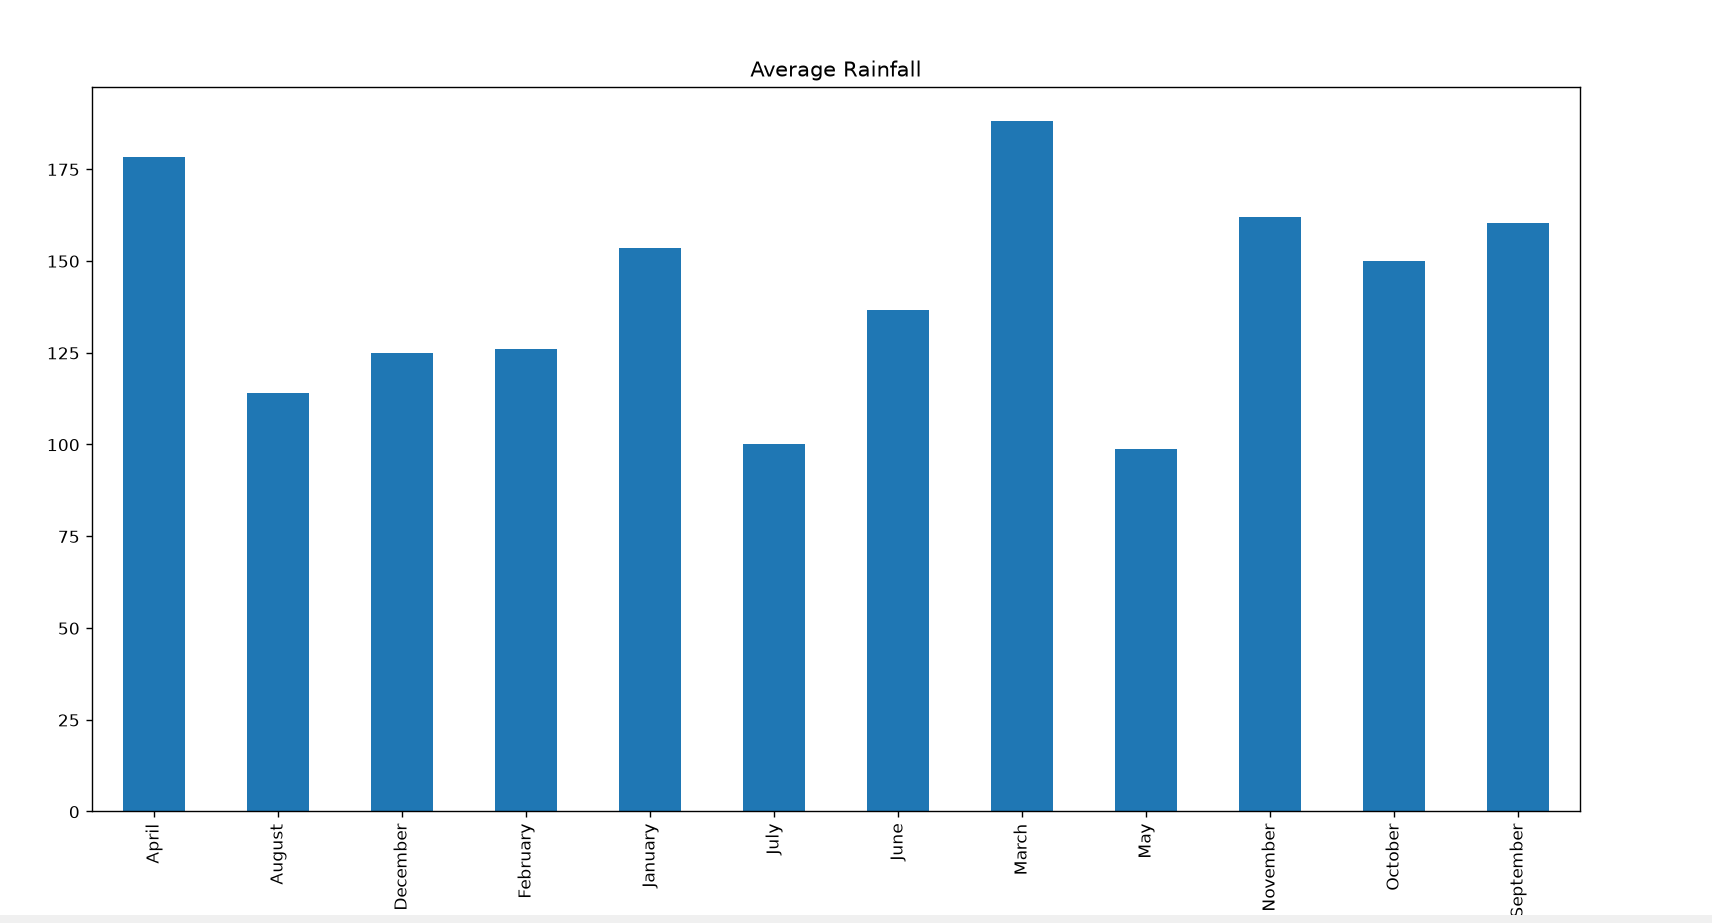 Average Rainfall
175
150
125
100
75
50
25
0
April
August
December
February
January
July
June
March
May
November
October
September